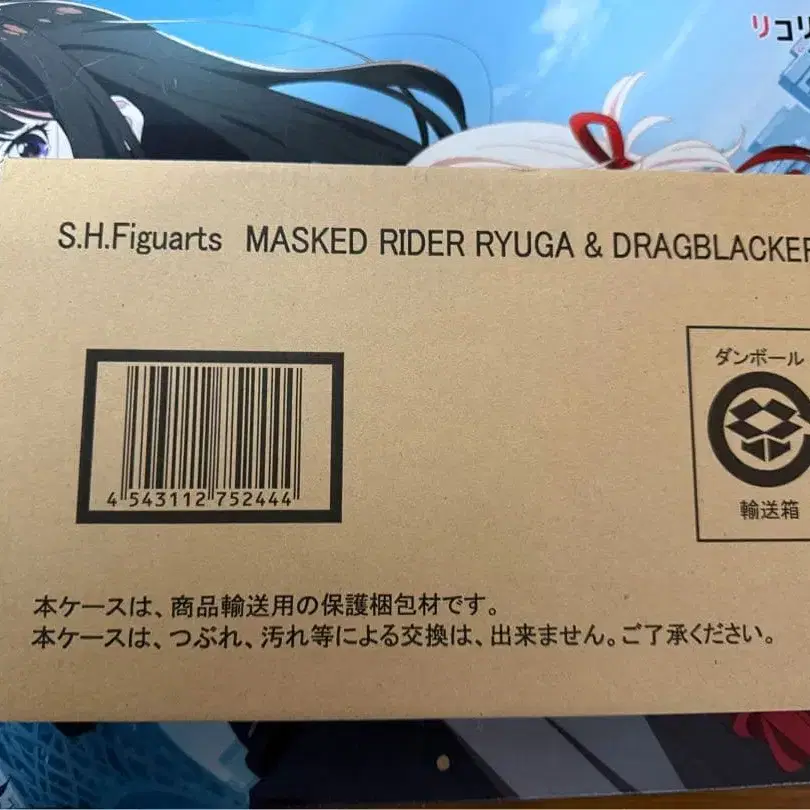 リコリ
S.H.Figuarts MASKED RIDER RYUGA & DRAGBLACKER
ダンボール
4 543112 752444
輸送箱
本ケースは、商品輸送用の保護梱包材です。
本ケースは、つぶれ、汚れ等による交換は、出来ません。ご了承ください。